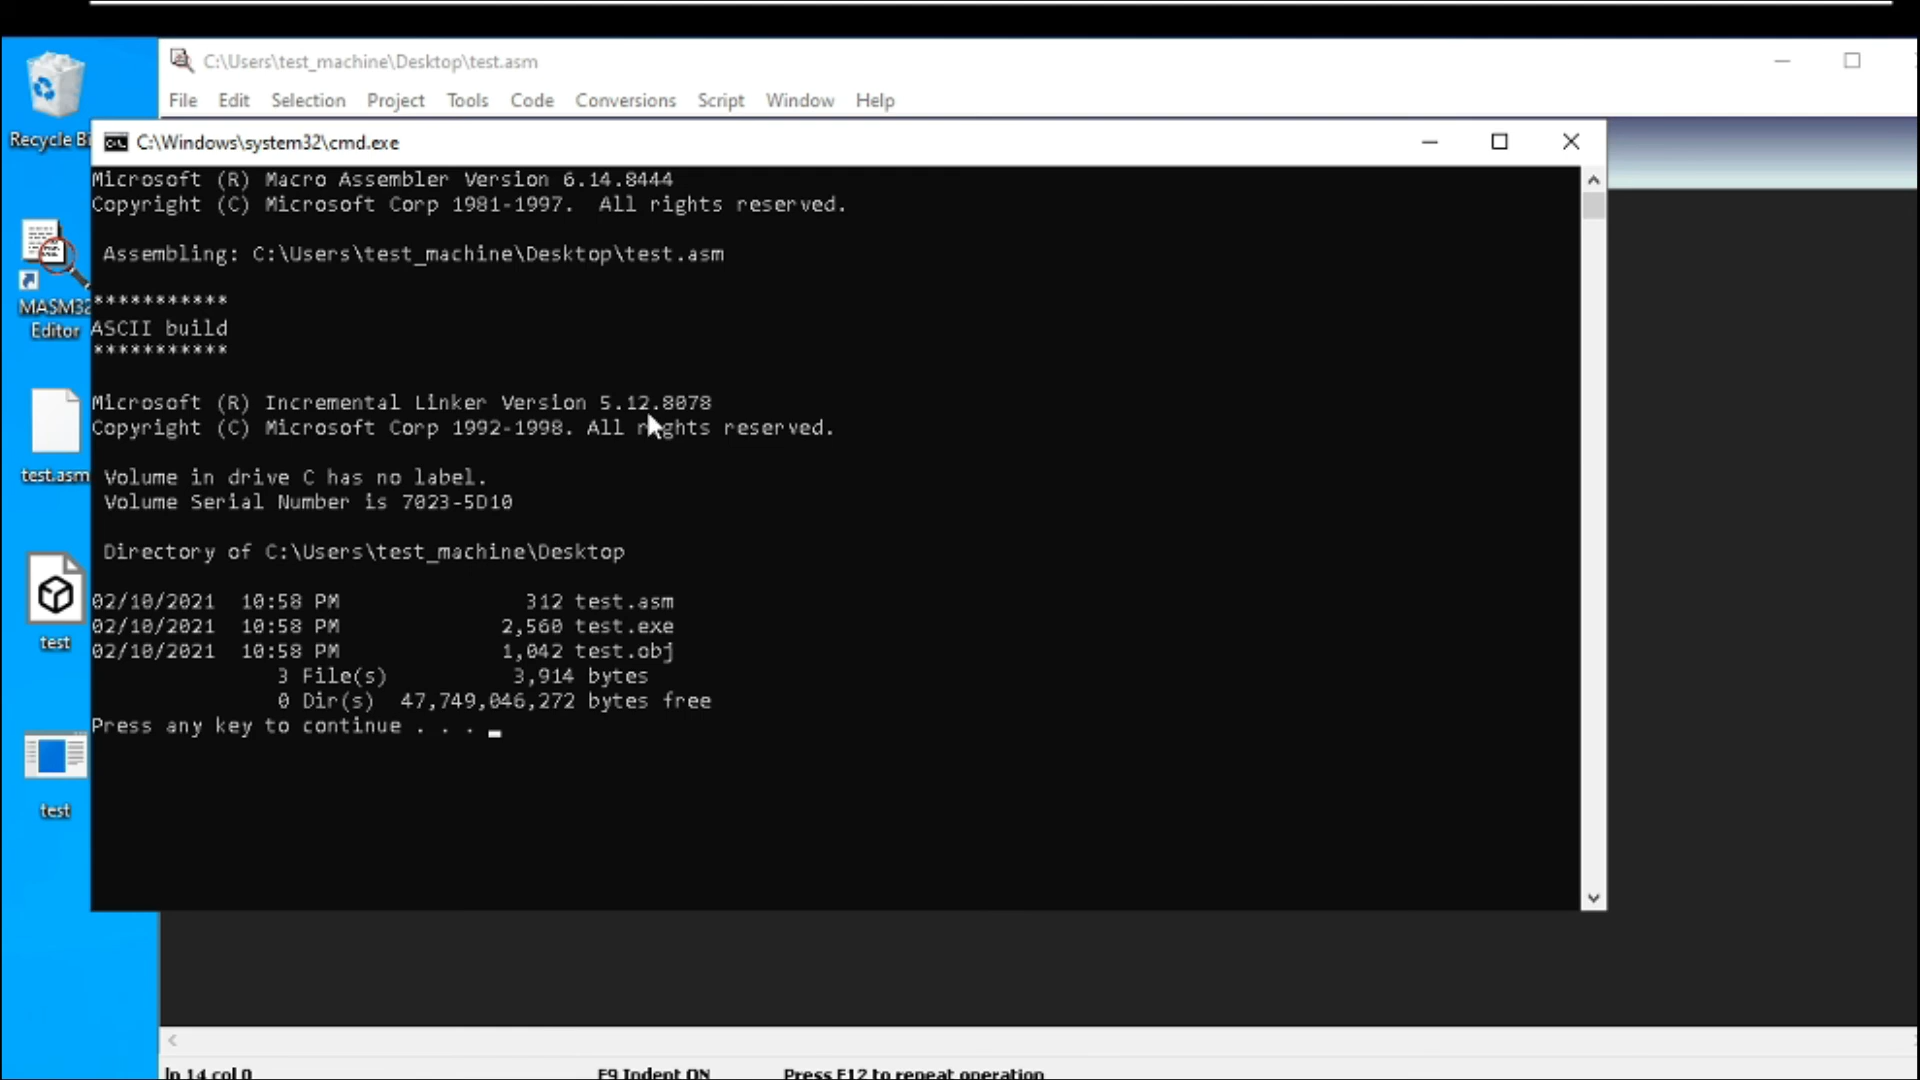 C:\Users\test_machine\Desktop\test.asm
File Edit Selection Project Tools Code Conversions Script Window Help
Recycle Bi
MASM32
Editor
test.asm
test
test
C:\Windows\system32\cmd.exe
Microsoft (R) Macro Assembler Version 6.14.8444
Copyright (C) Microsoft Corp 1981-1997.  All rights reserved.
Assembling: C:\Users\test_machine\Desktop\test.asm
***********
ASCII build
***********
Microsoft (R) Incremental Linker Version 5.12.8078
Copyright (C) Microsoft Corp 1992-1998. All rights reserved.
Volume in drive C has no label.
Volume Serial Number is 7023-5D10
Directory of C:\Users\test_machine\Desktop
02/10/2021  10:58 PM               312 test.asm
02/10/2021  10:58 PM             2,560 test.exe
02/10/2021  10:58 PM             1,042 test.obj
3 File(s)          3,914 bytes
0 Dir(s)  47,749,046,272 bytes free
Press any key to continue . . .
ln 14 col 0 F9 Indent ON Press F12 to repeat operation